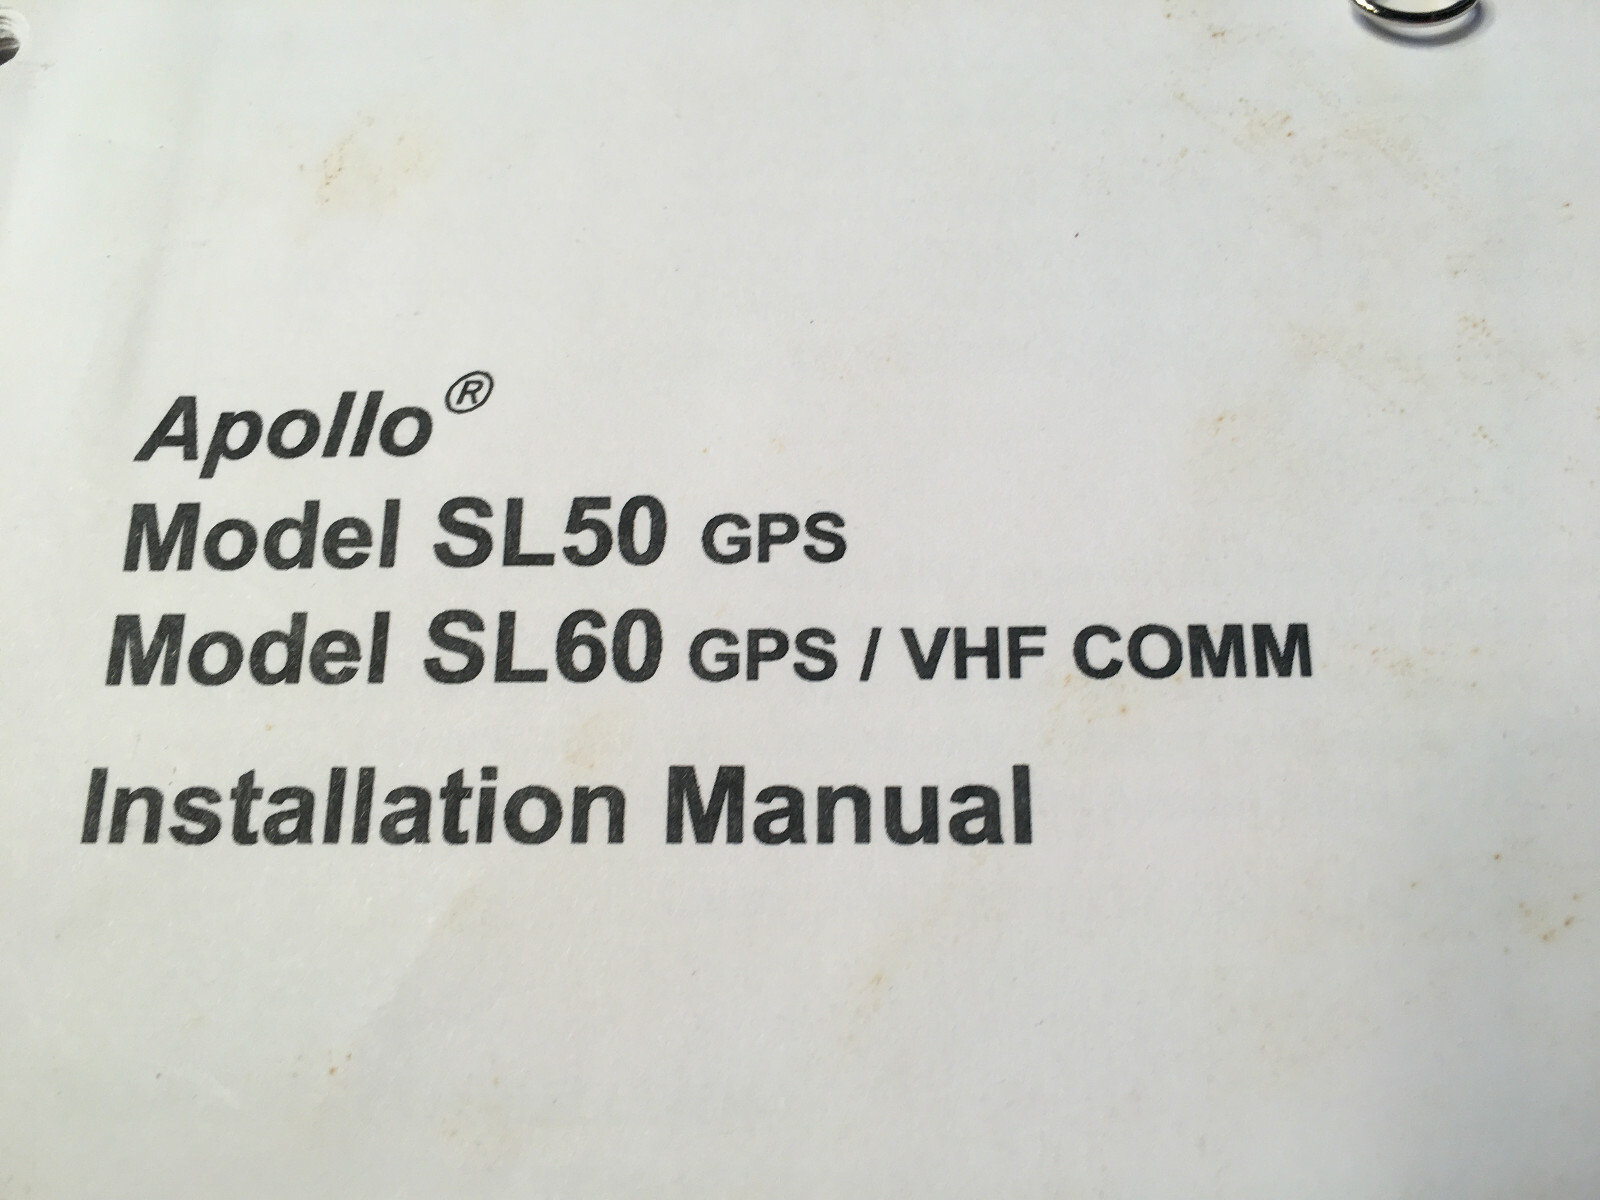 Apollo®
Model SL50 GPS
Model SL60 GPS / VHF COMM
Installation Manual